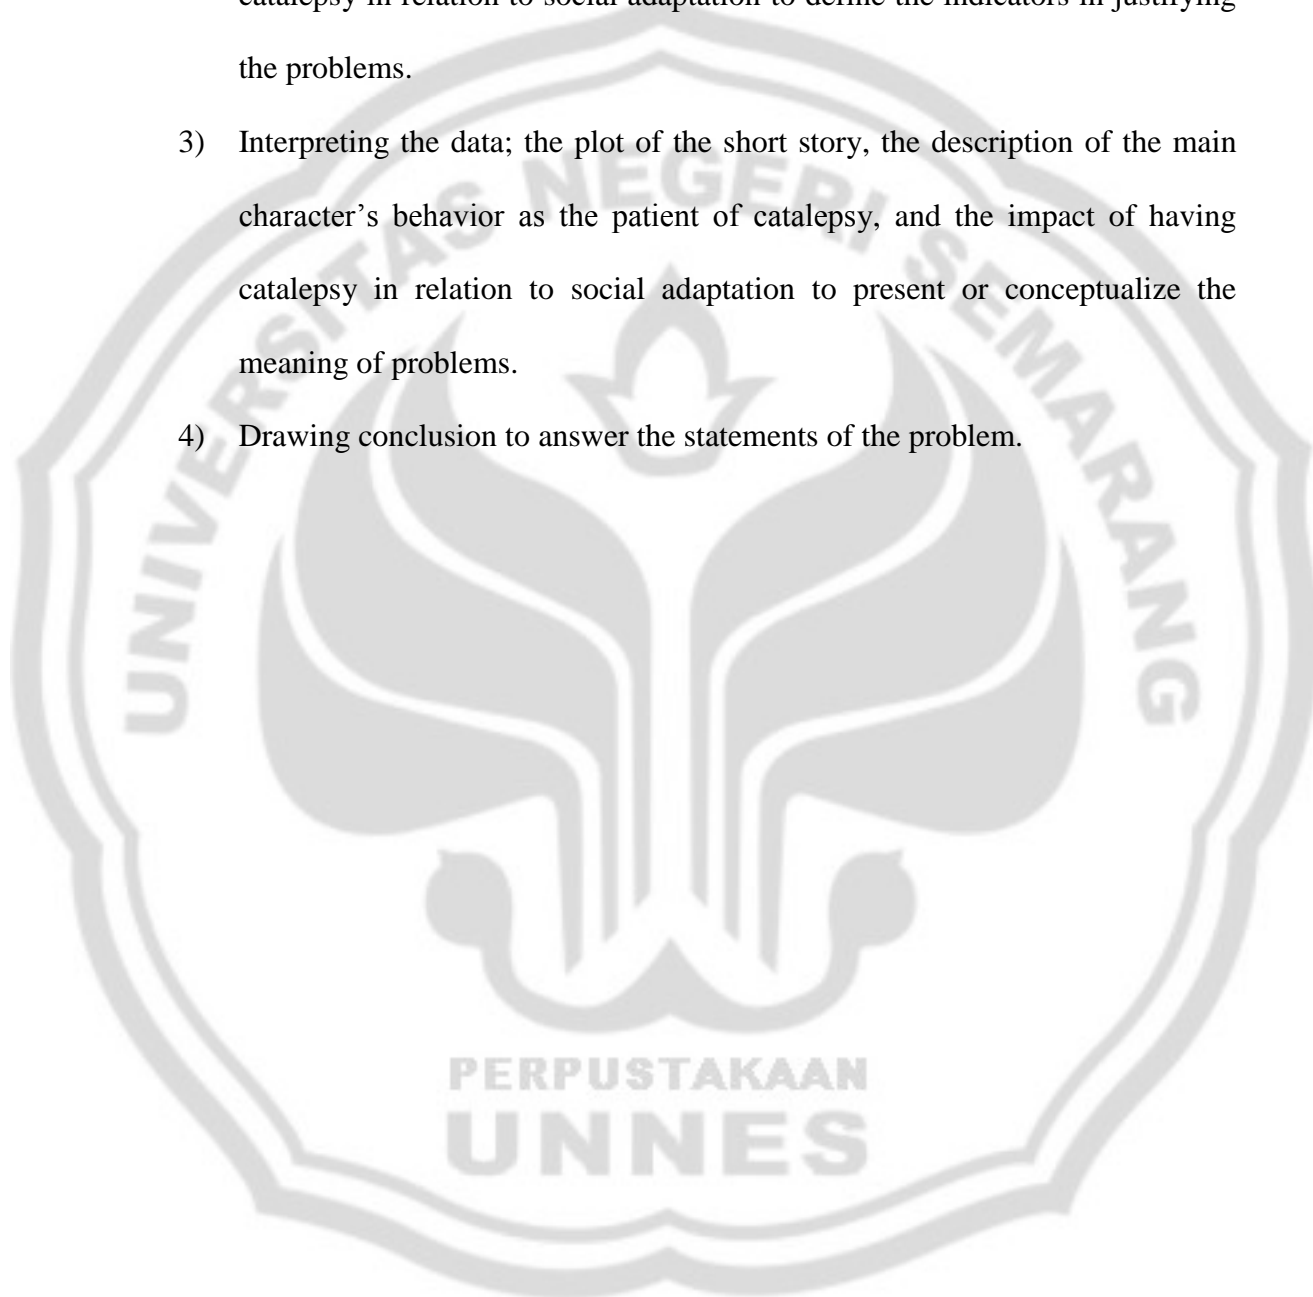 catalepsy in relation to social adaptation to define the indicators in justifying
the problems.
3) Interpreting the data; the plot of the short story, the description of the main
character’s behavior as the patient of catalepsy, and the impact of having
catalepsy in relation to social adaptation to present or conceptualize the
meaning of problems.
4) Drawing conclusion to answer the statements of the problem.
UNIVERSITAS NEGERI SEMARANG
PERPUSTAKAAN
UNNES